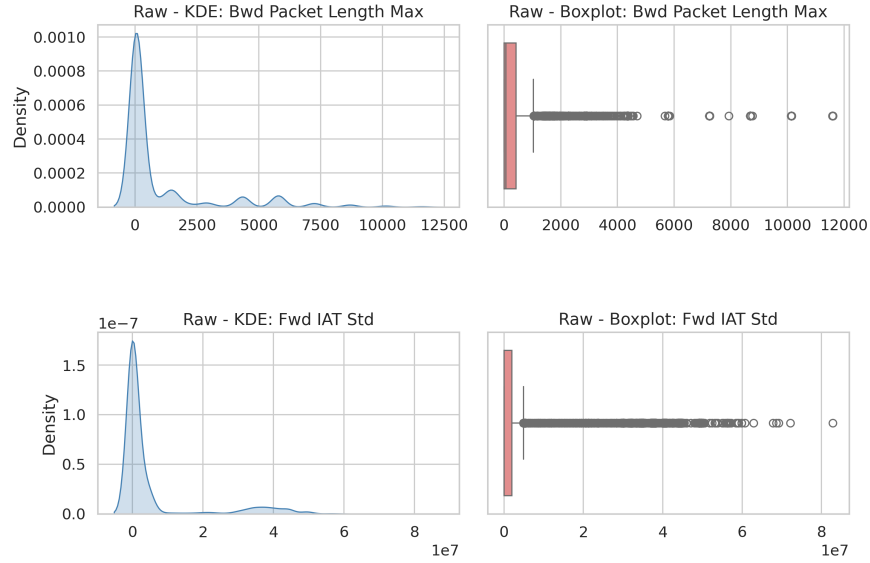 Raw - KDE: Bwd Packet Length Max
Raw - Boxplot: Bwd Packet Length Max
0.0010
0.0008
0.0006
0.0004
0.0002
0.0000
Density
0 2500 5000 7500 10000 12500
0 2000 4000 6000 8000 10000 12000
1e−7
Raw - KDE: Fwd IAT Std
Raw - Boxplot: Fwd IAT Std
1.5
1.0
0.5
0.0
Density
0 2 4 6 8
1e7
0 2 4 6 8
1e7